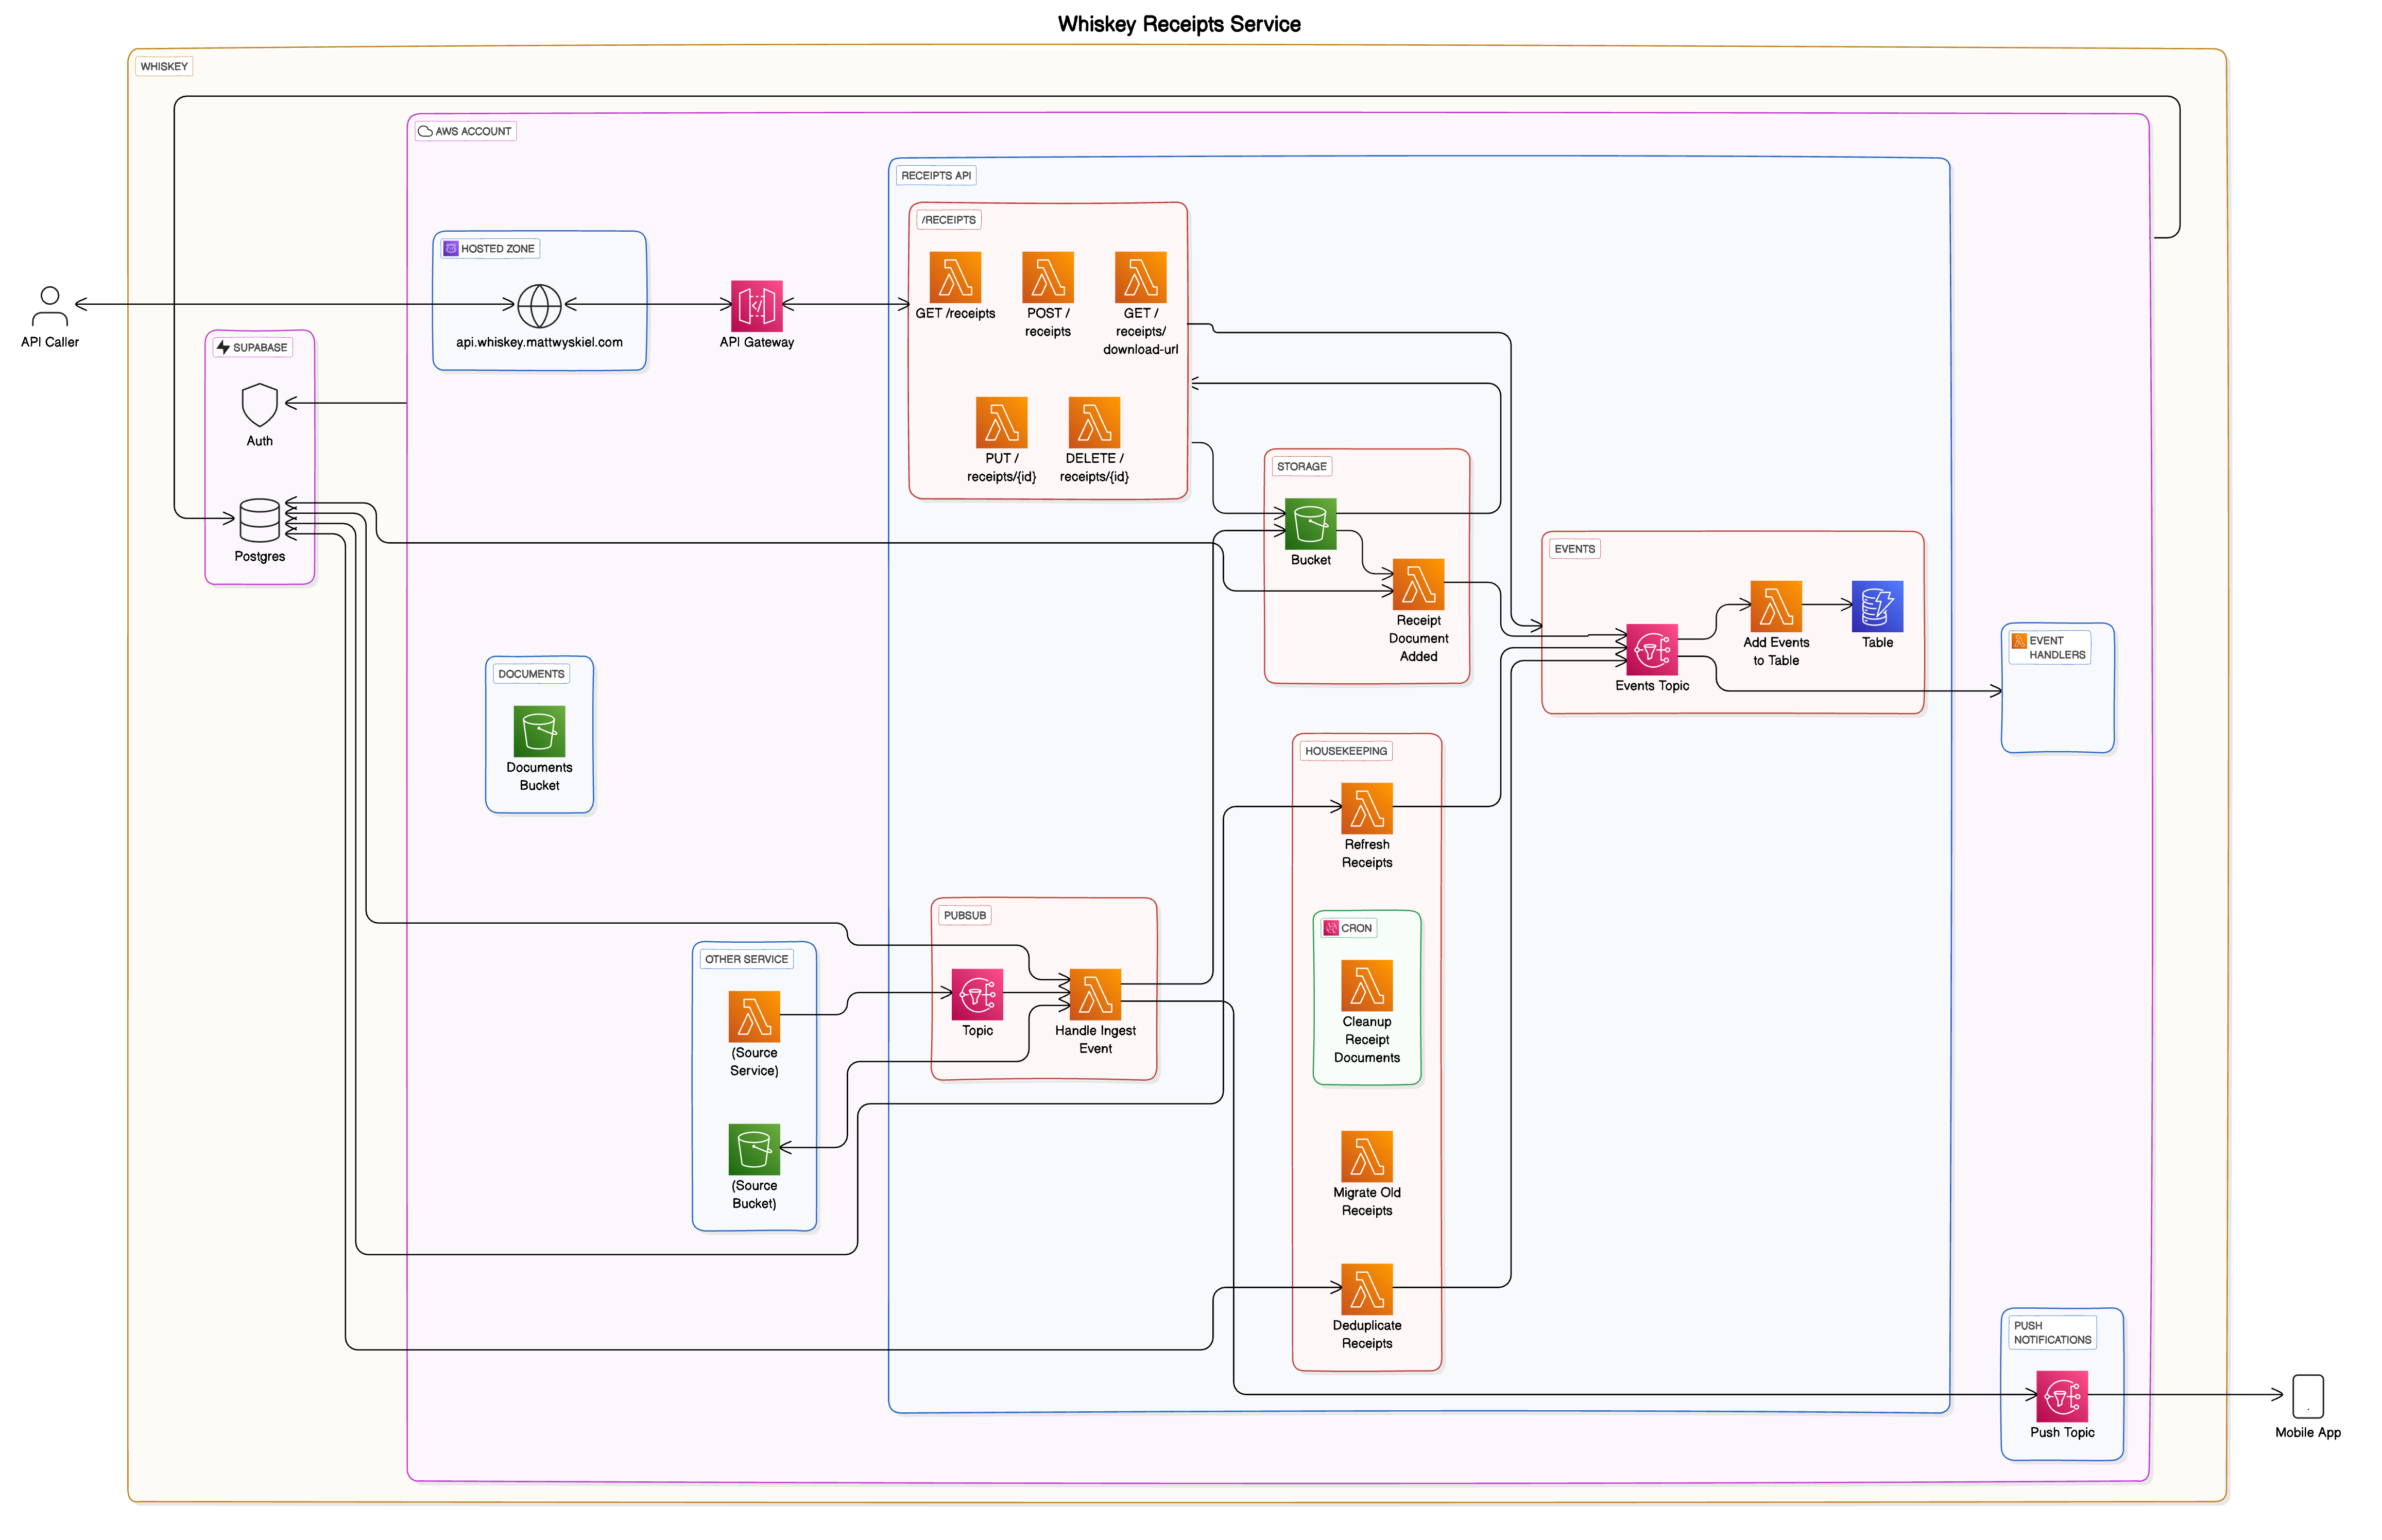 Whiskey Receipts Service
WHISKEY
AWS ACCOUNT
RECEIPTS API
/RECEIPTS
GET /receipts
POST /
receipts
GET /
receipts/
download-url
PUT /
receipts/{id}
DELETE /
receipts/{id}
HOSTED ZONE
api.whiskey.mattwyskiel.com
API Gateway
API Caller
SUPABASE
Auth
Postgres
STORAGE
Bucket
Receipt
Document
Added
EVENTS
Events Topic
Add Events
to Table
Table
EVENT
HANDLERS
DOCUMENTS
Documents
Bucket
HOUSEKEEPING
Refresh
Receipts
CRON
Cleanup
Receipt
Documents
Migrate Old
Receipts
Deduplicate
Receipts
PUBSUB
Topic
Handle Ingest
Event
OTHER SERVICE
(Source
Service)
(Source
Bucket)
PUSH
NOTIFICATIONS
Push Topic
Mobile App